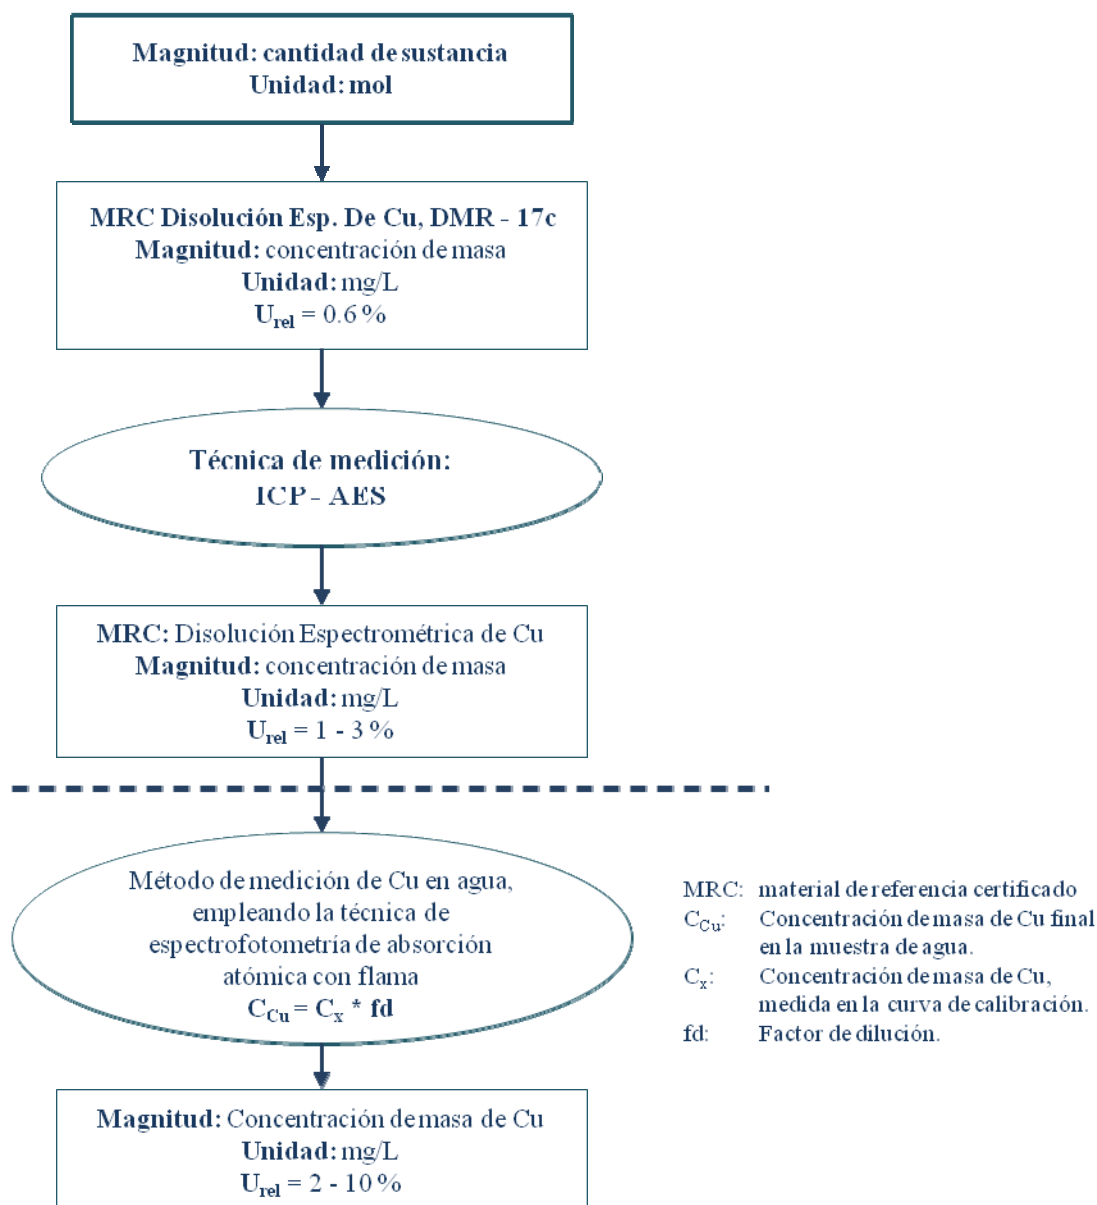 Magnitud: cantidad de sustancia
Unidad: mol
MRC Disolución Esp. De Cu, DMR - 17c
Magnitud: concentración de masa
Unidad: mg/L
Urel = 0.6 %
Técnica de medición:
ICP - AES
MRC: Disolución Espectrométrica de Cu
Magnitud: concentración de masa
Unidad: mg/L
Urel = 1 - 3 %
Método de medición de Cu en agua,
empleando la técnica de
espectrofotometría de absorción
atómica con flama
CCu = Cx * fd
MRC: material de referencia certificado
CCu: Concentración de masa de Cu final
en la muestra de agua.
Cx: Concentración de masa de Cu,
medida en la curva de calibración.
fd: Factor de dilución.
Magnitud: Concentración de masa de Cu
Unidad: mg/L
Urel = 2 - 10 %